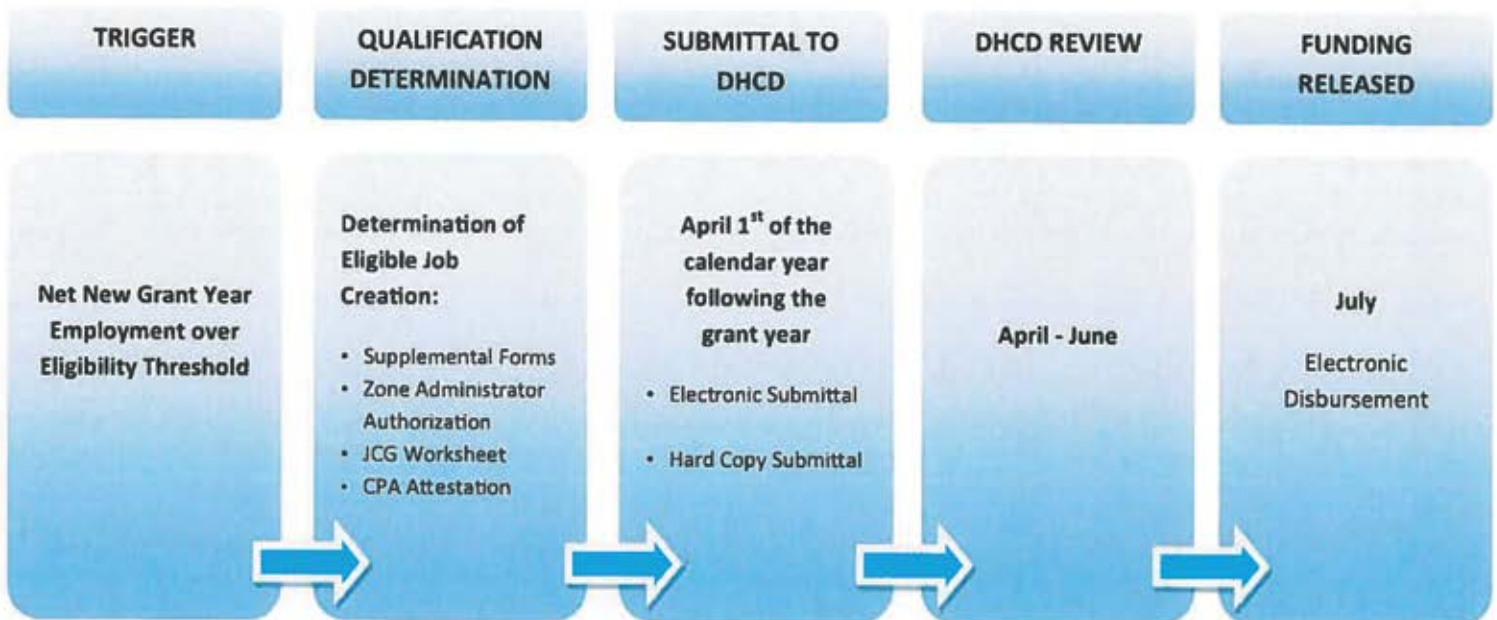 TRIGGER
QUALIFICATION
DETERMINATION
SUBMITTAL TO
DHCD
DHCD REVIEW
FUNDING
RELEASED
Net New Grant Year
Employment over
Eligibility Threshold
Determination of
Eligible Job
Creation:
• Supplemental Forms
• Zone Administrator
Authorization
• JCG Worksheet
• CPA Attestation
April 1st of the
calendar year
following the
grant year
• Electronic Submittal
• Hard Copy Submittal
April - June
July
Electronic
Disbursement